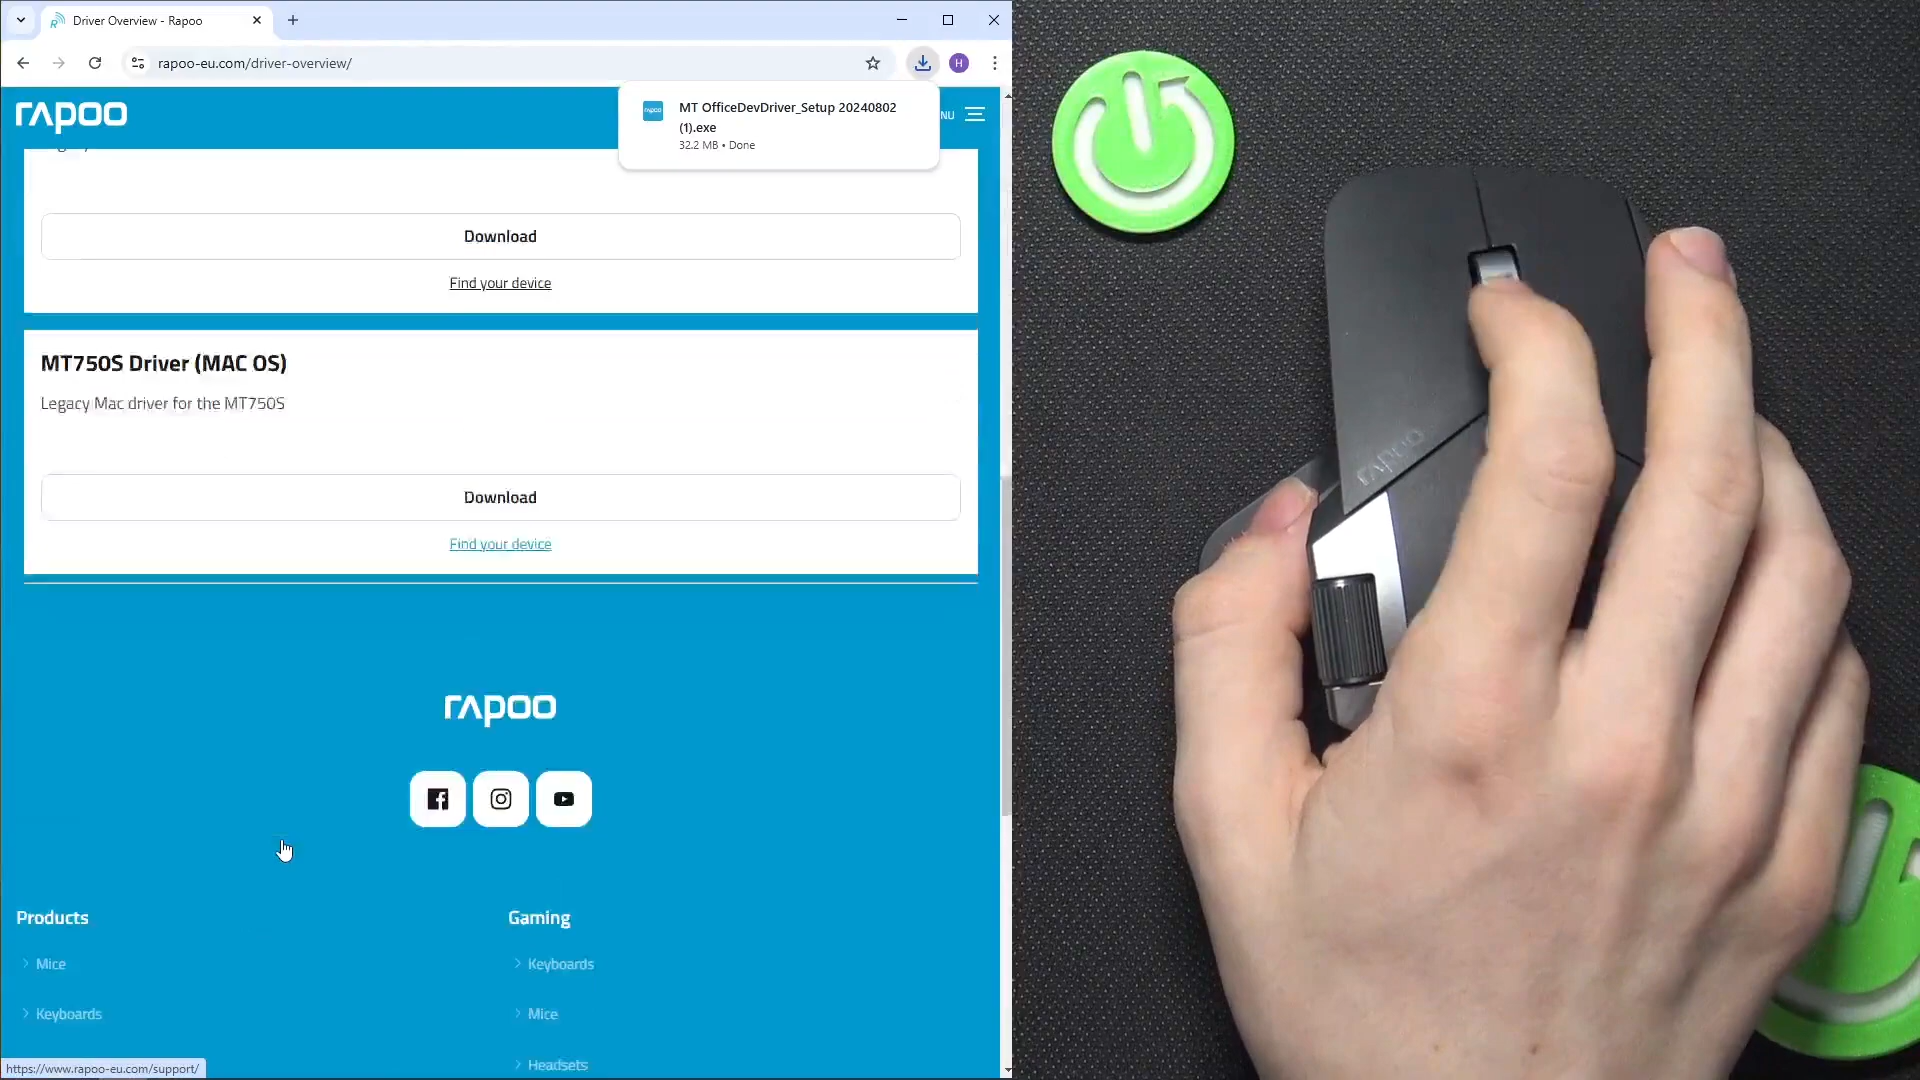 Driver Overview - Rapoo
rapoo-eu.com/driver-overview/
H
rapoo
MT OfficeDevDriver_Setup 20240802
(1).exe
32.2 MB • Done
NU
Download
Find your device
MT750S Driver (MAC OS)
Legacy Mac driver for the MT750S
Download
Find your device
rapoo
Products
Gaming
Mice
Keyboards
Keyboards
Mice
Headsets
https://www.rapoo-eu.com/support/
rapoo